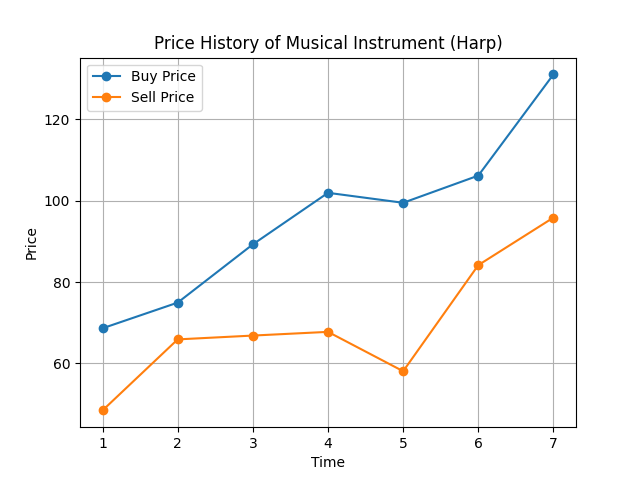 Price History of Musical Instrument (Harp)
Buy Price
Sell Price
120
100
80
60
Price
1 2 3 4 5 6 7
Time